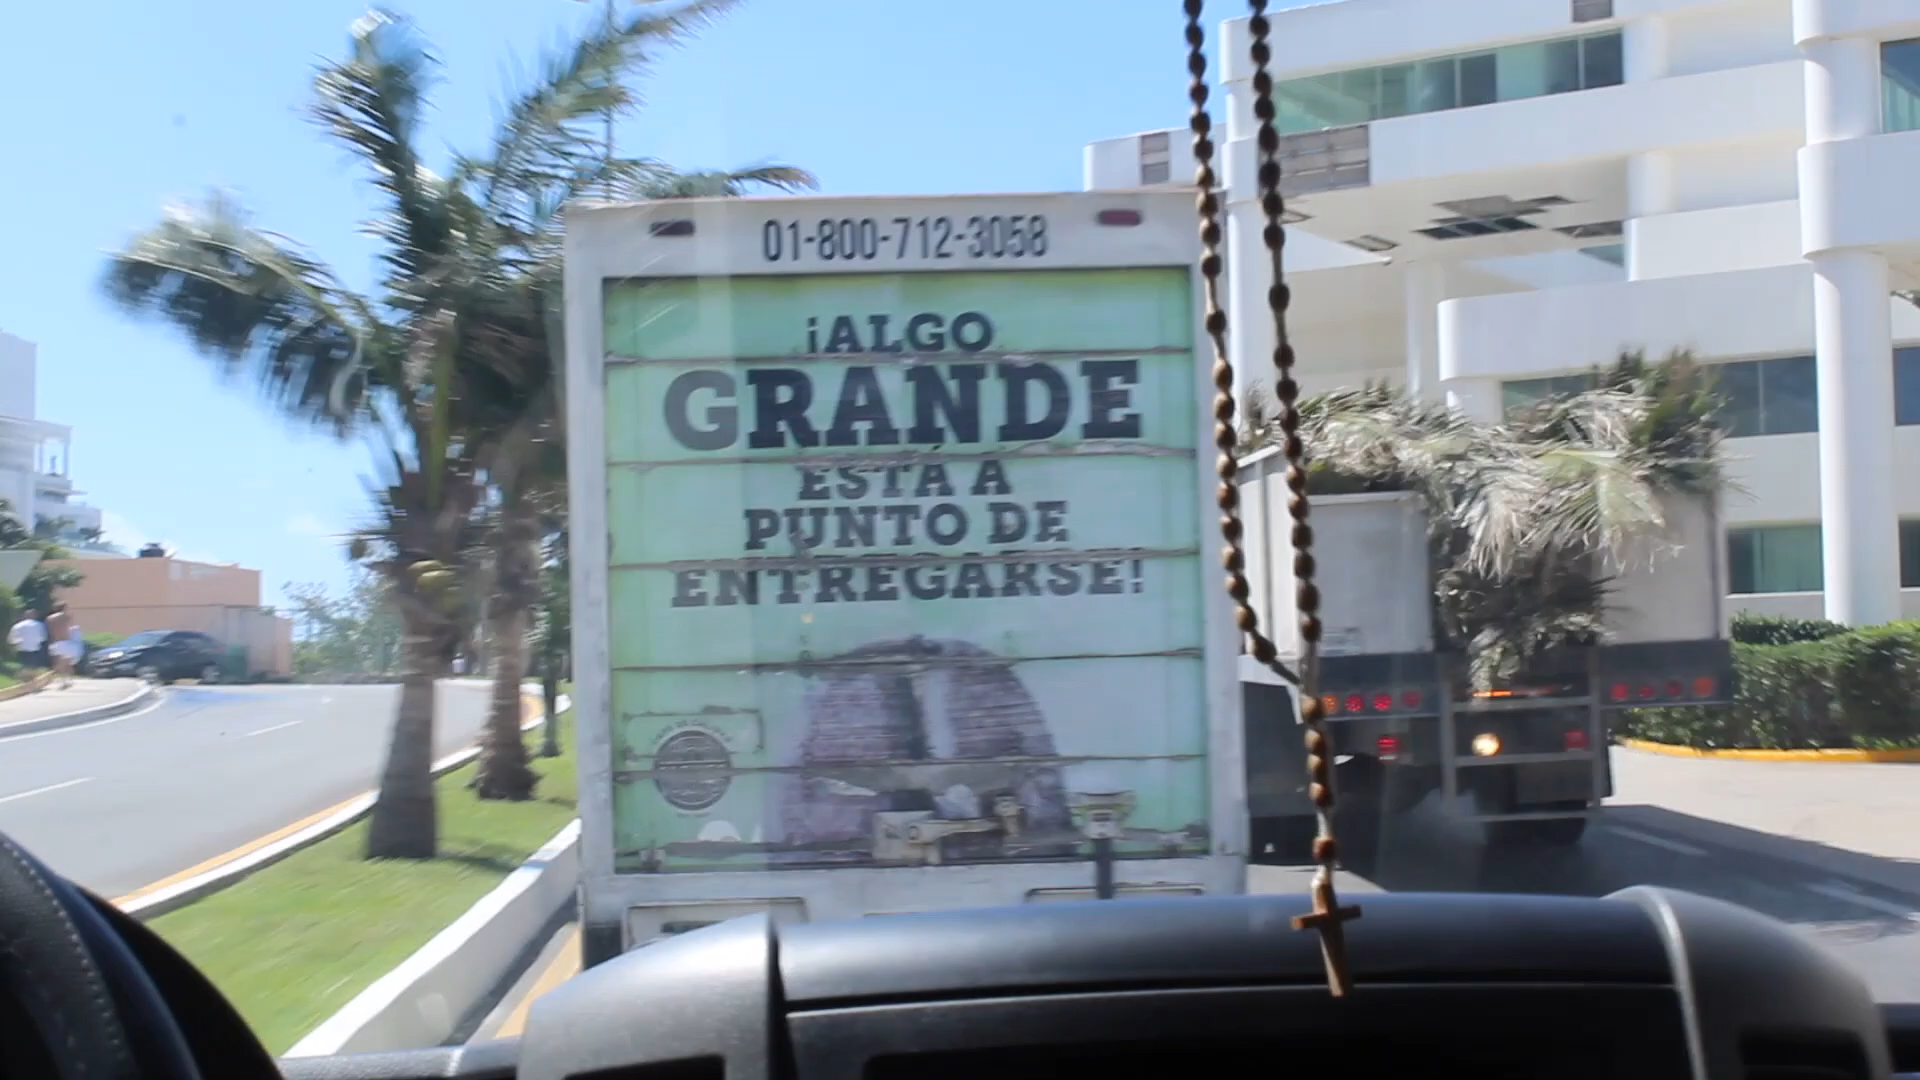 01-800-712-3058
¡ALGO
GRANDE
ESTÁ A
PUNTO DE
ENTREGARSE!